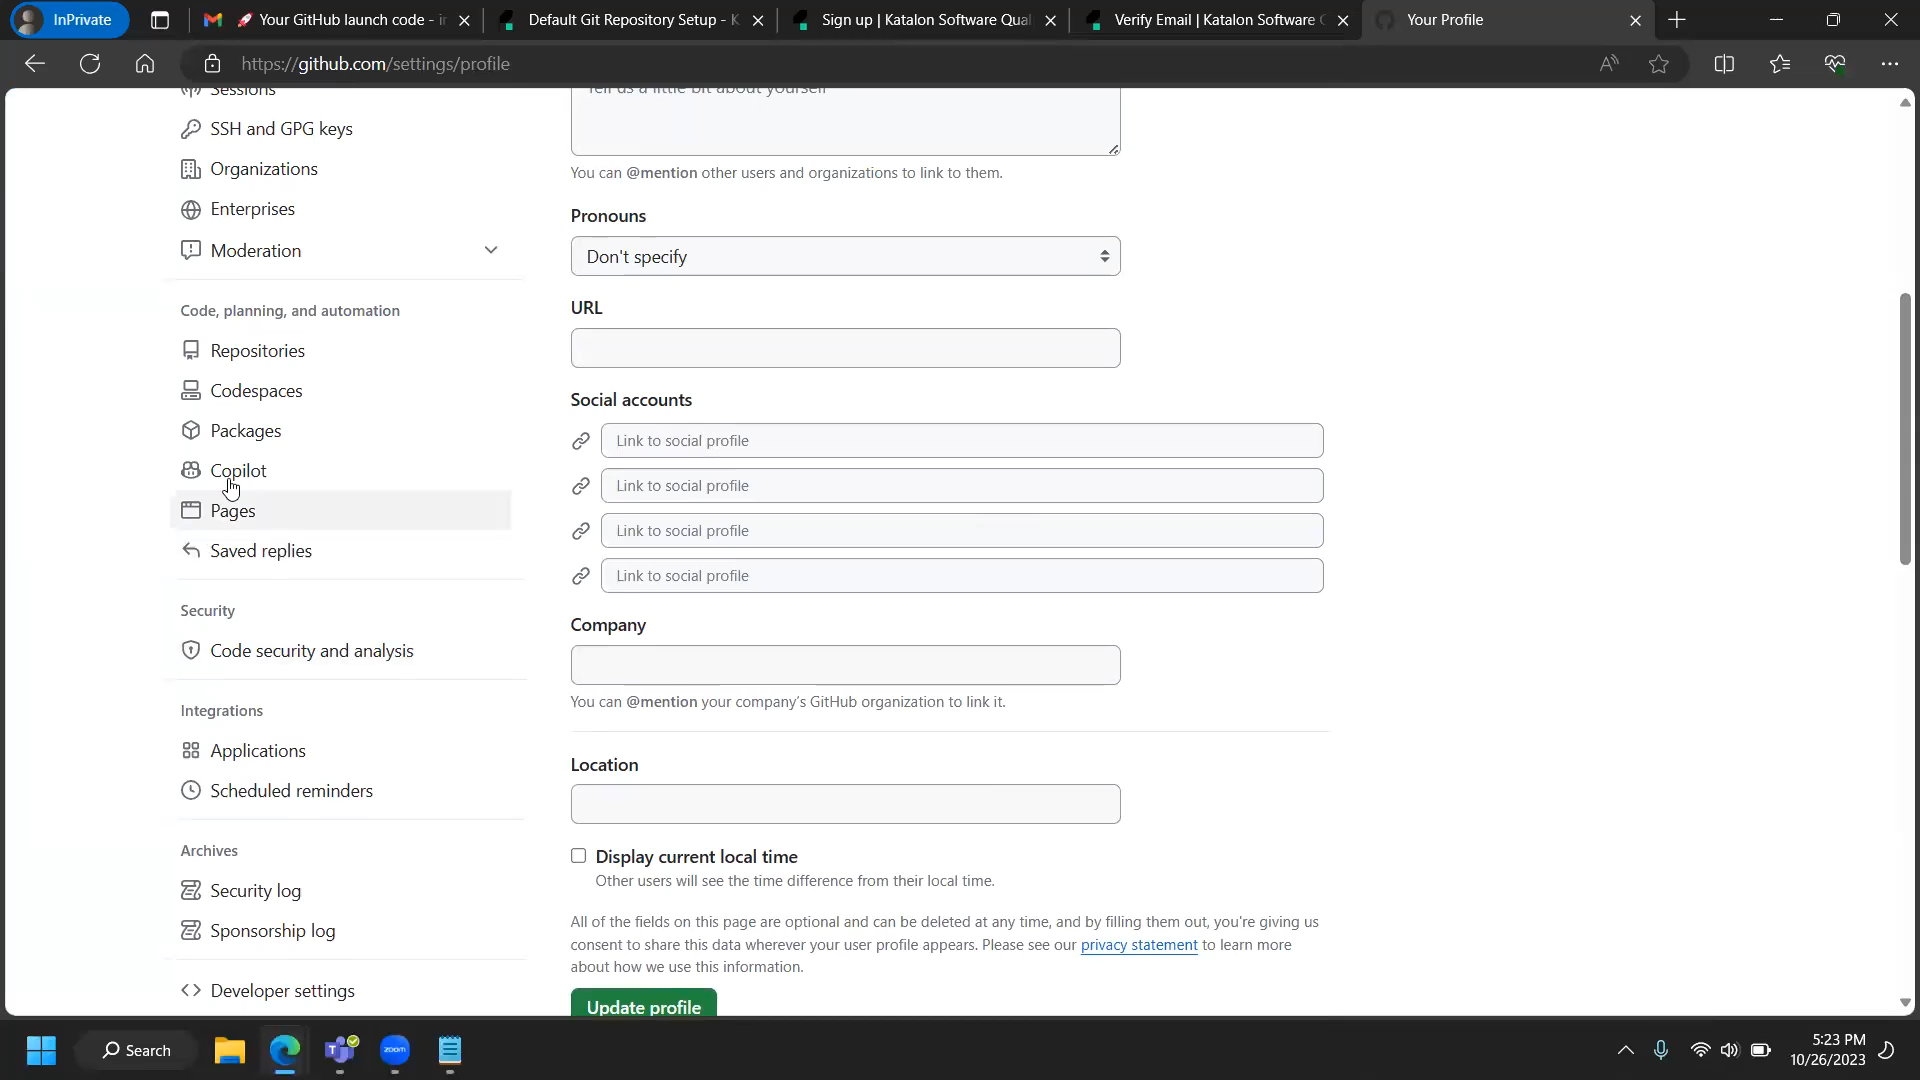 InPrivate
🚀 Your GitHub launch code - i
Default Git Repository Setup - K
Sign up | Katalon Software Qual
Verify Email | Katalon Software
Your Profile
https://github.com/settings/profile
Sessions
SSH and GPG keys
Organizations
Enterprises
Moderation
Code, planning, and automation
Repositories
Codespaces
Packages
Copilot
Pages
Saved replies
Security
Code security and analysis
Integrations
Applications
Scheduled reminders
Archives
Security log
Sponsorship log
Developer settings
Tell us a little bit about yourself
You can @mention other users and organizations to link to them.
Pronouns
Don't specify
URL
Social accounts
Link to social profile
Link to social profile
Link to social profile
Link to social profile
Company
You can @mention your company's GitHub organization to link it.
Location
Display current local time
Other users will see the time difference from their local time.
All of the fields on this page are optional and can be deleted at any time, and by filling them out, you're giving us
consent to share this data wherever your user profile appears. Please see our privacy statement to learn more
about how we use this information.
Update profile
Search
zoom
5:23 PM
10/26/2023